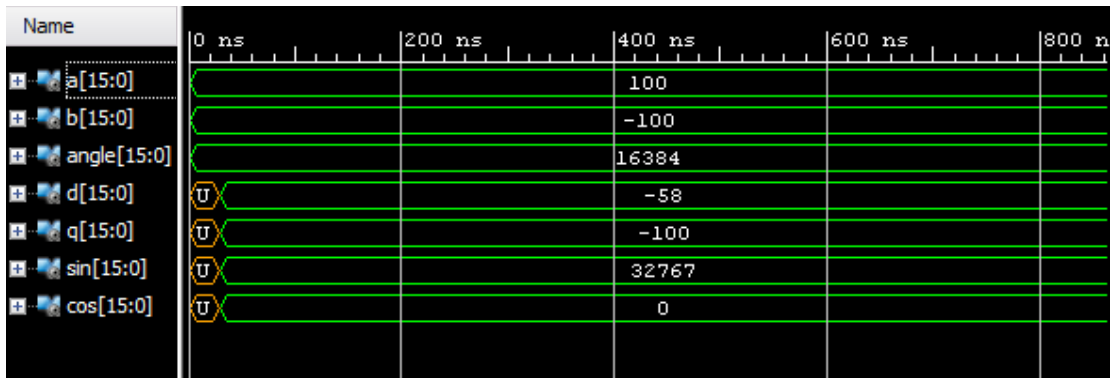 Name
0 ns 200 ns 400 ns 600 ns 800 n
a[15:0] 100
b[15:0] -100
angle[15:0] 16384
d[15:0] U -58
q[15:0] U -100
sin[15:0] U 32767
cos[15:0] U 0